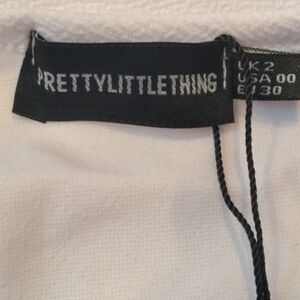 PRETTYLITTLETHING
UK 2
USA 00
EU 30